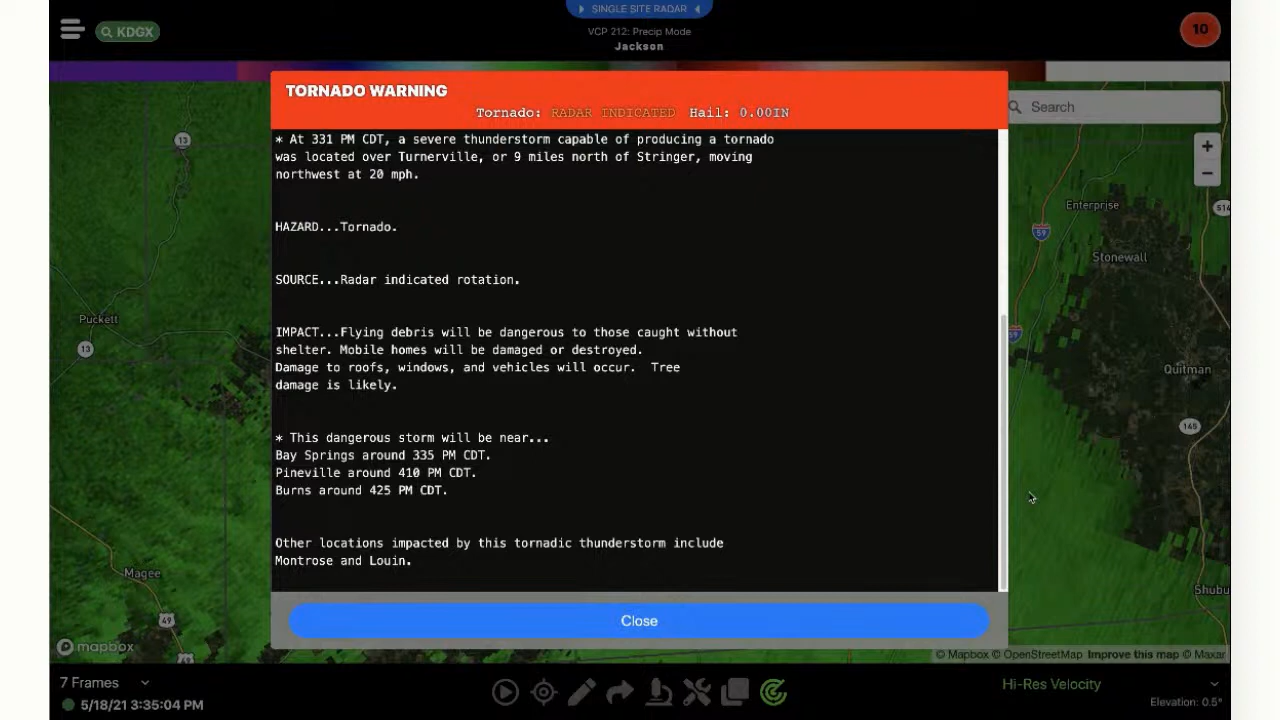 SINGLE SITE RADAR
KDGX
VCP 212: Precip Mode
Jackson
10
TORNADO WARNING
Tornado: RADAR INDICATED Hail: 0.00IN
Search
* At 331 PM CDT, a severe thunderstorm capable of producing a tornado
was located over Turnerville, or 9 miles north of Stringer, moving
northwest at 20 mph.
HAZARD...Tornado.
SOURCE...Radar indicated rotation.
IMPACT...Flying debris will be dangerous to those caught without
shelter. Mobile homes will be damaged or destroyed.
Damage to roofs, windows, and vehicles will occur.  Tree
damage is likely.
* This dangerous storm will be near...
Bay Springs around 335 PM CDT.
Pineville around 410 PM CDT.
Burns around 425 PM CDT.
Other locations impacted by this tornadic thunderstorm include
Montrose and Louin.
Close
13
Puckett
13
Magee
49
mapbox
+
−
Enterprise
514
59
Stonewall
59
Quitman
145
Shubu
© Mapbox © OpenStreetMap Improve this map © Maxar
7 Frames
5/18/21 3:35:04 PM
Hi-Res Velocity
Elevation: 0.5°